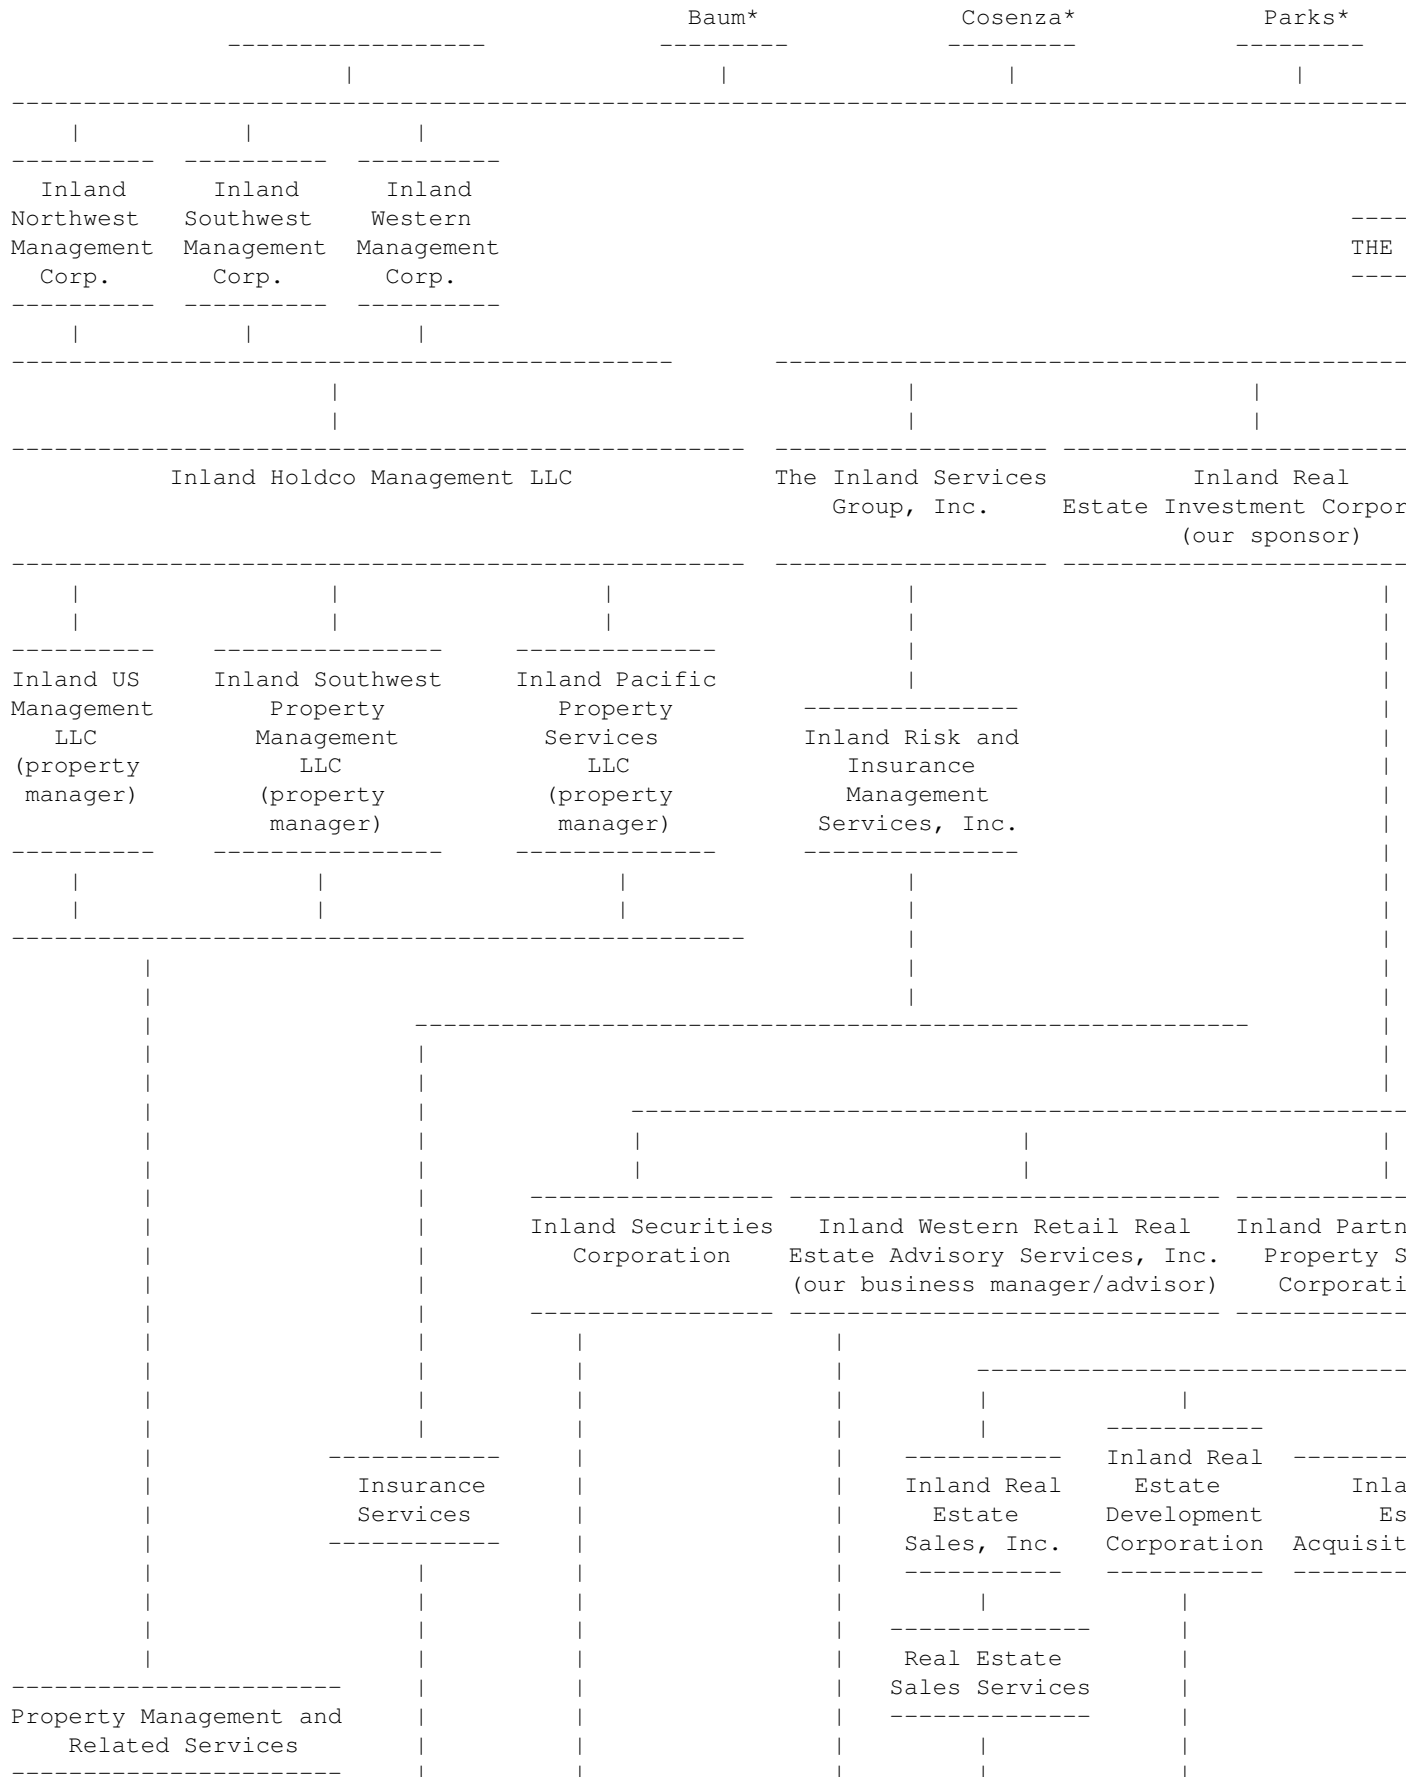 Baum* Cosenza* Parks*
Inland Inland Inland
Northwest Southwest Western
Management Management Management THE
Corp. Corp. Corp.
Inland Holdco Management LLC The Inland Services Inland Real
Group, Inc. Estate Investment Corpor
(our sponsor)
Inland US Inland Southwest Inland Pacific
Management Property Property
LLC Management Services Inland Risk and
(property LLC LLC Insurance
manager) (property (property Management
manager) manager) Services, Inc.
Inland Securities Inland Western Retail Real Inland Partn
Corporation Estate Advisory Services, Inc. Property S
(our business manager/advisor) Corporati
Inland Real
Insurance Inland Real Estate Inla
Services Estate Development Es
Sales, Inc. Corporation Acquisit
Real Estate
Sales Services
Property Management and
Related Services